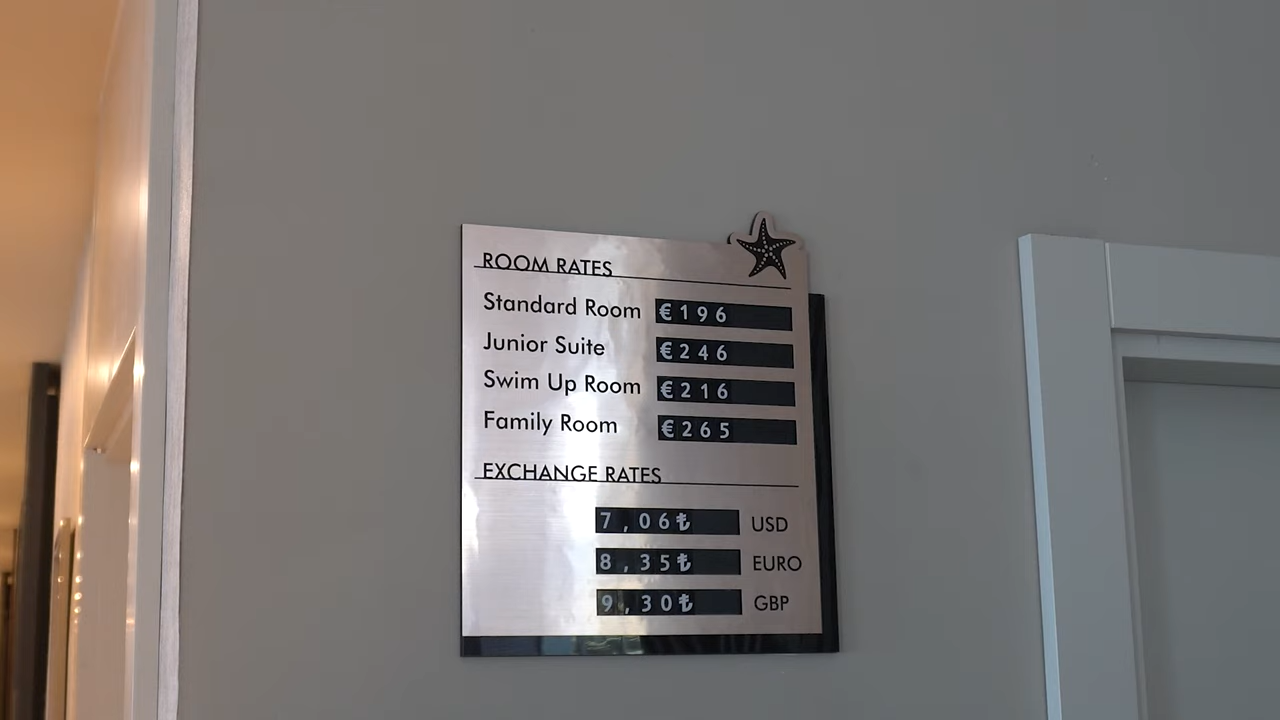 ROOM RATES
Standard Room €196
Junior Suite €246
Swim Up Room €216
Family Room €265
EXCHANGE RATES
7,06₺ USD
8,35₺ EURO
9,30₺ GBP